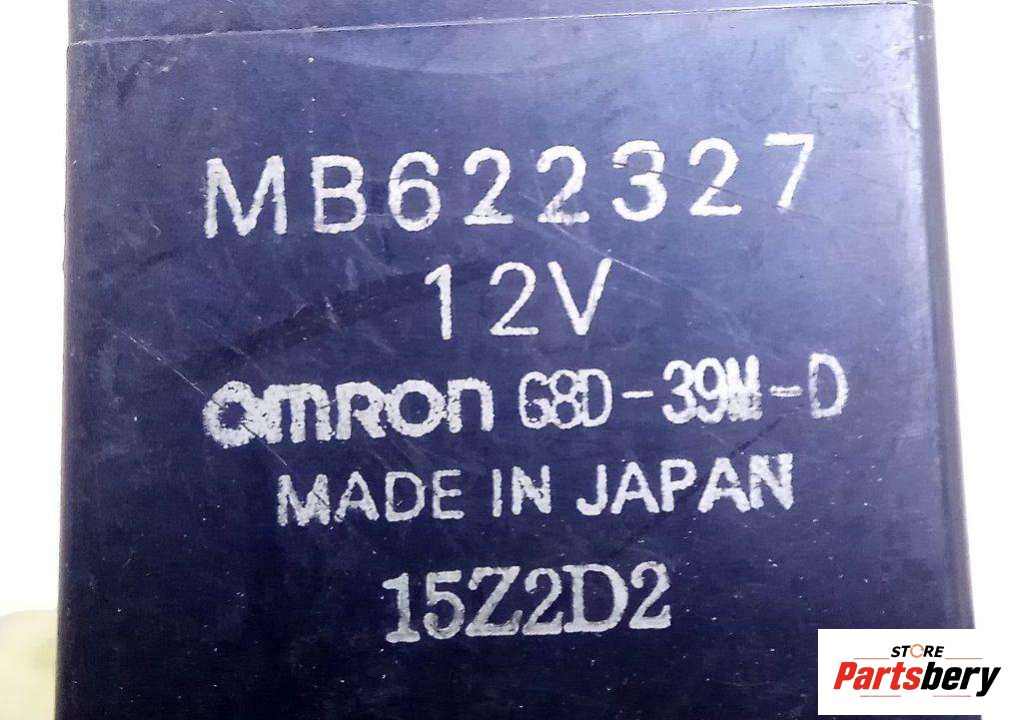 MB622327
12V
omron G8D-39M-D
MADE IN JAPAN
15Z2D2
STORE
Partsbery